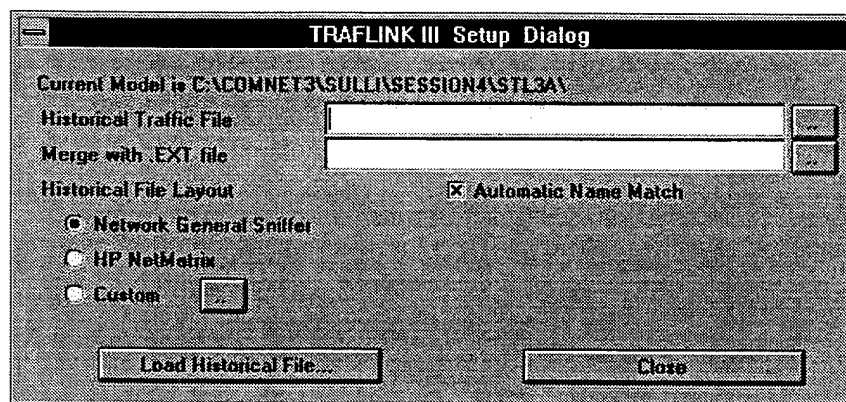 TRAFLINK III Setup Dialog
Current Model is C:\COMNET3\SULLI\SESSION4\STL3A\
Historical Traffic File ..
Merge with .EXT file ..
Historical File Layout Automatic Name Match
Network General Sniffer
HP NetMatrix
Custom ..
Load Historical File... Close